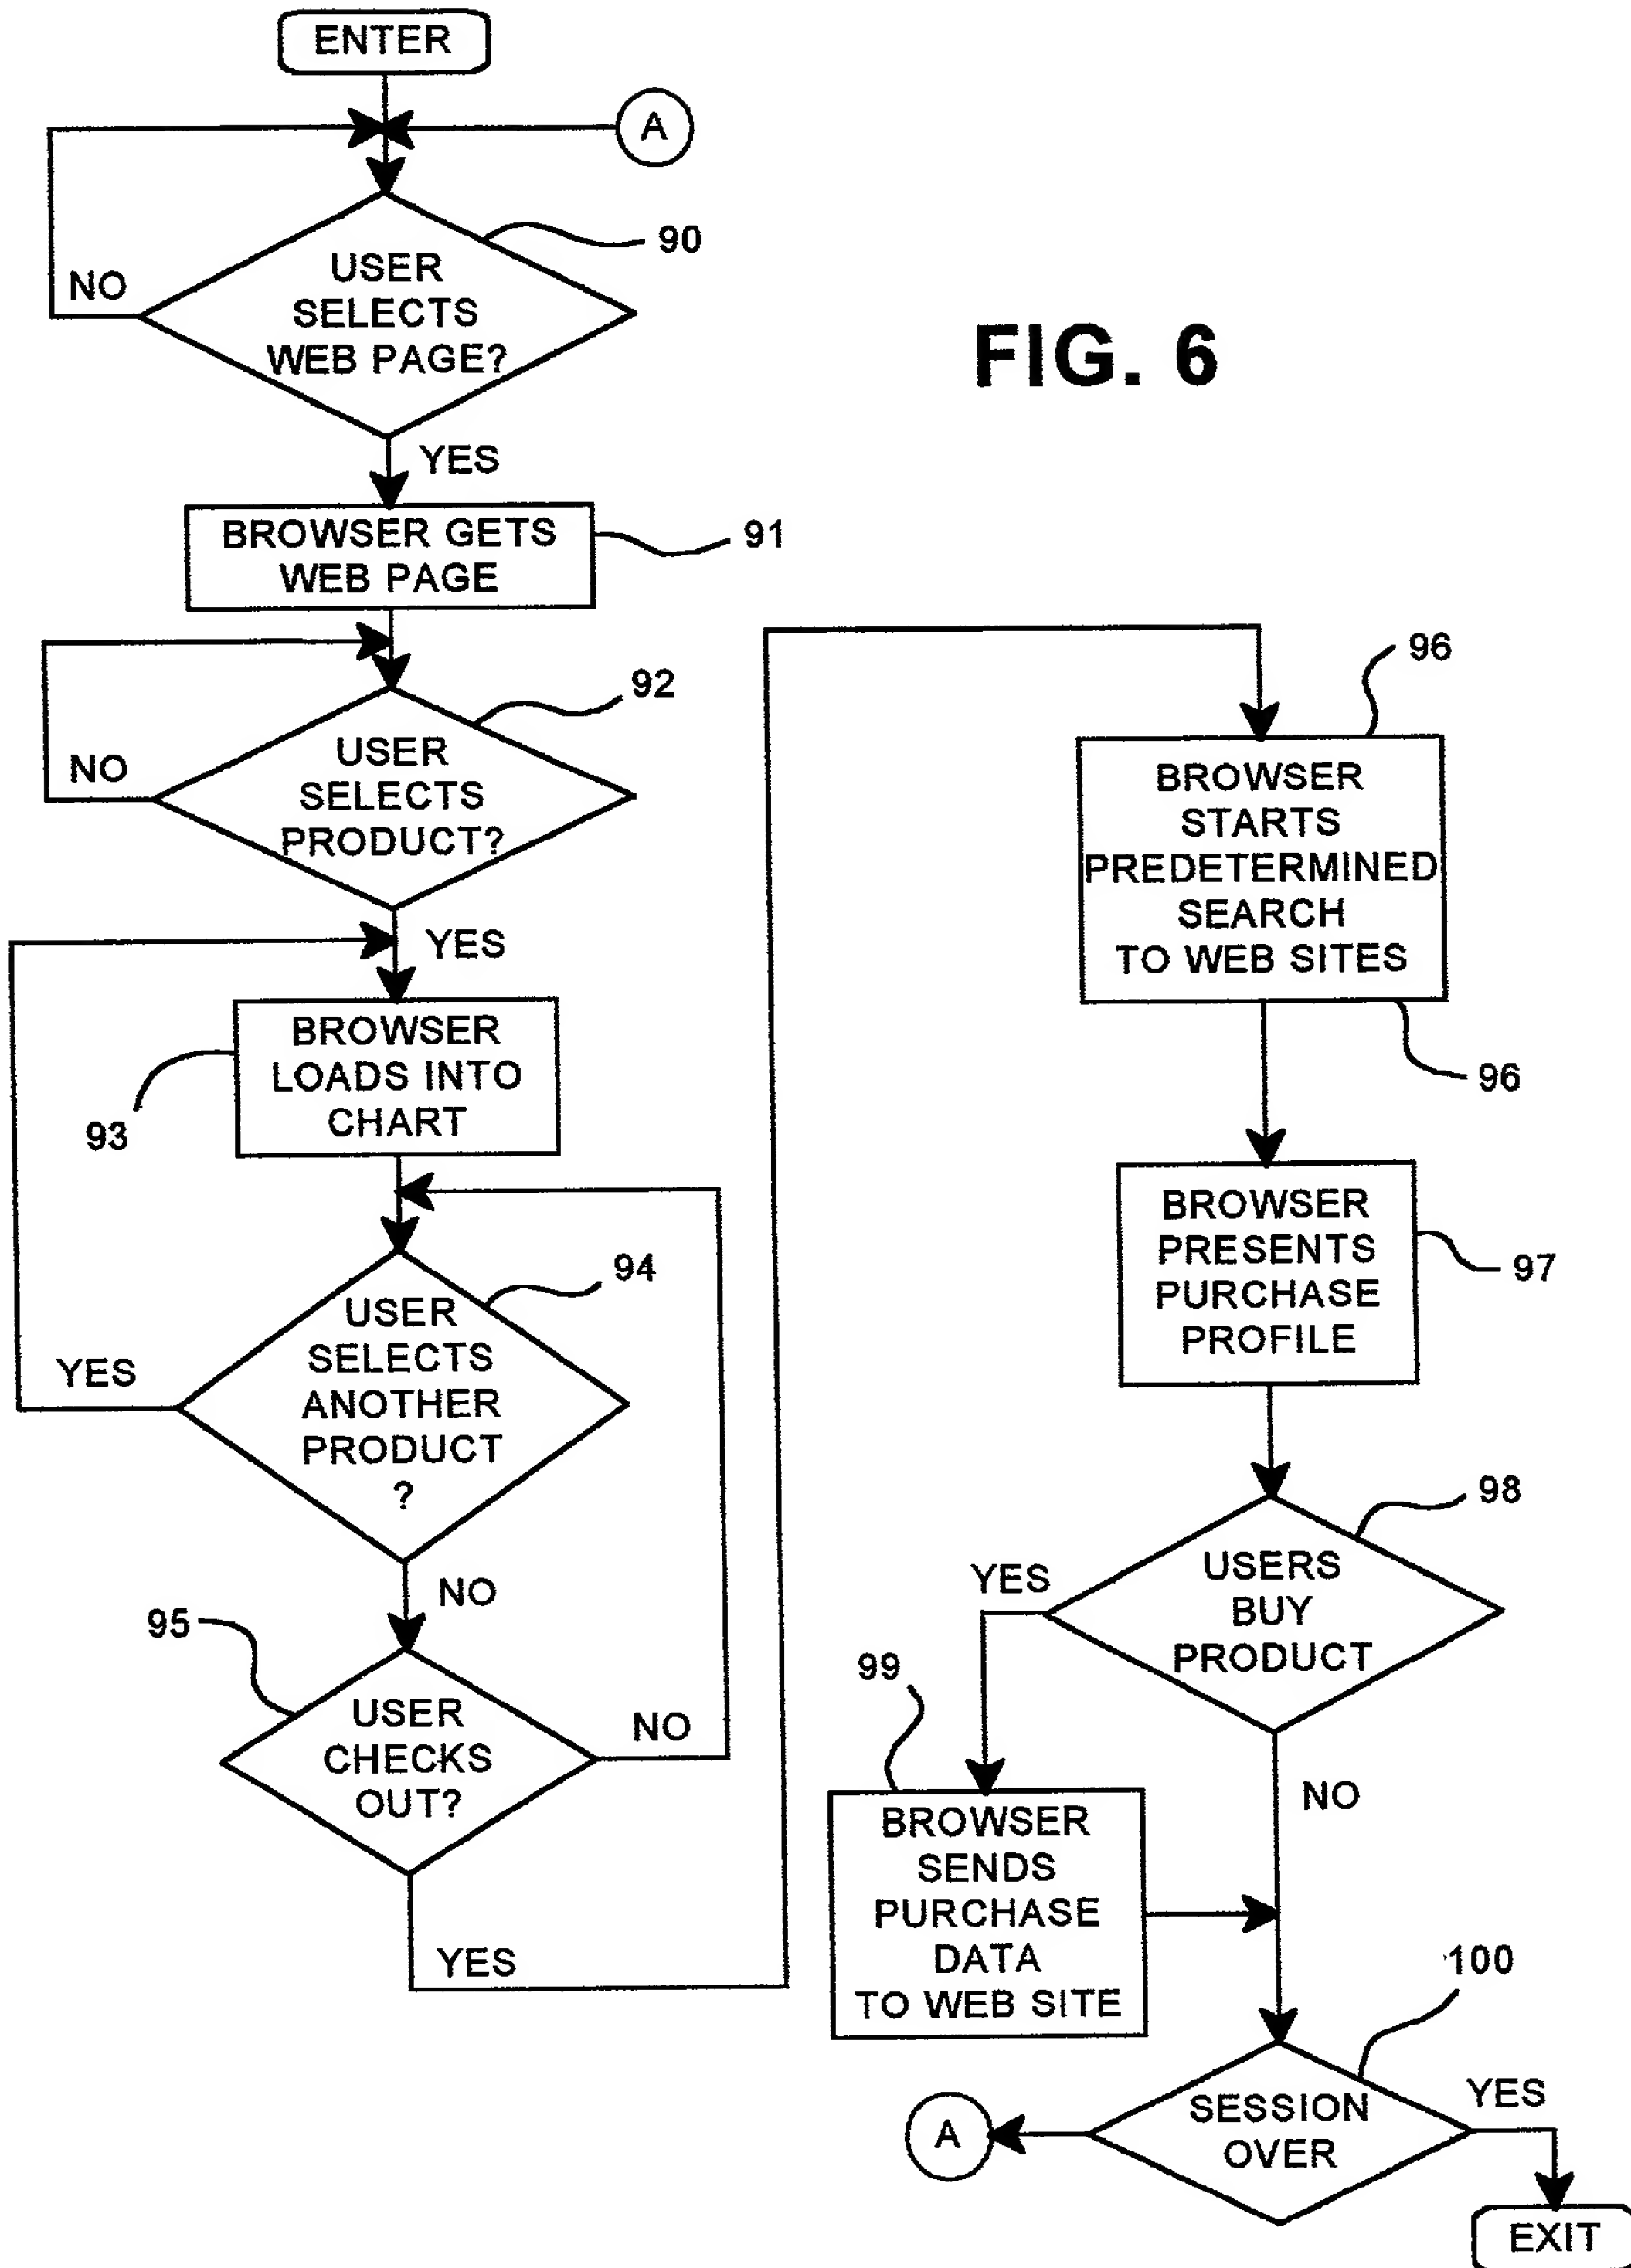 ENTER
A
90
USER
SELECTS
WEB PAGE?
NO
FIG. 6
YES
BROWSER GETS
WEB PAGE
91
92
USER
SELECTS
PRODUCT?
NO
YES
BROWSER
LOADS INTO
CHART
93
94
USER
SELECTS
ANOTHER
PRODUCT
?
YES
NO
95
USER
CHECKS
OUT?
NO
YES
96
BROWSER
STARTS
PREDETERMINED
SEARCH
TO WEB SITES
96
BROWSER
PRESENTS
PURCHASE
PROFILE
97
98
USERS
BUY
PRODUCT
YES
NO
99
BROWSER
SENDS
PURCHASE
DATA
TO WEB SITE
100
SESSION
OVER
A
YES
EXIT